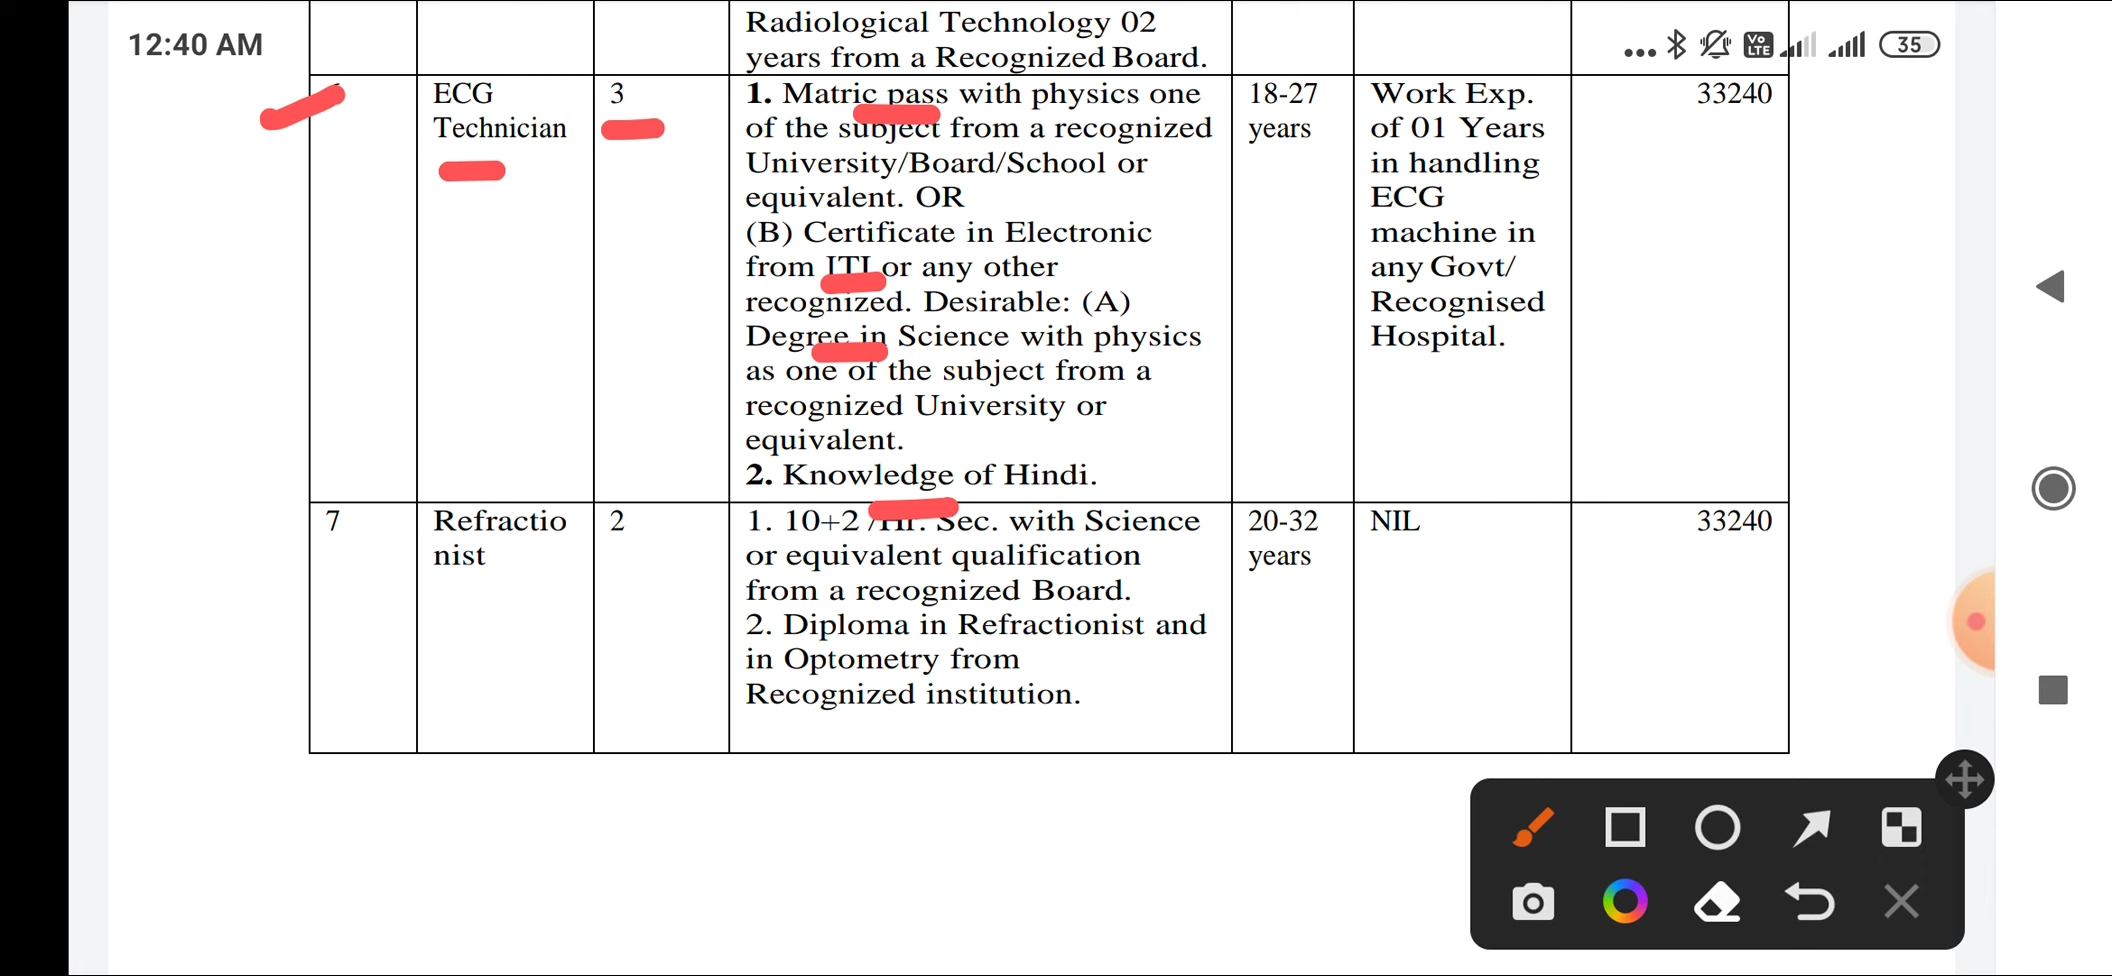 12:40 AM
Vo LTE
35
Radiological Technology 02
years from a Recognized Board.
ECG
Technician
3
1. Matric pass with physics one
of the subject from a recognized
University/Board/School or
equivalent. OR
(B) Certificate in Electronic
from ITI or any other
recognized. Desirable: (A)
Degree in Science with physics
as one of the subject from a
recognized University or
equivalent.
2. Knowledge of Hindi.
18-27
years
Work Exp.
of 01 Years
in handling
ECG
machine in
any Govt/
Recognised
Hospital.
33240
7
Refractio
nist
2
1. 10+2 /Hr. Sec. with Science
or equivalent qualification
from a recognized Board.
2. Diploma in Refractionist and
in Optometry from
Recognized institution.
20-32
years
NIL
33240